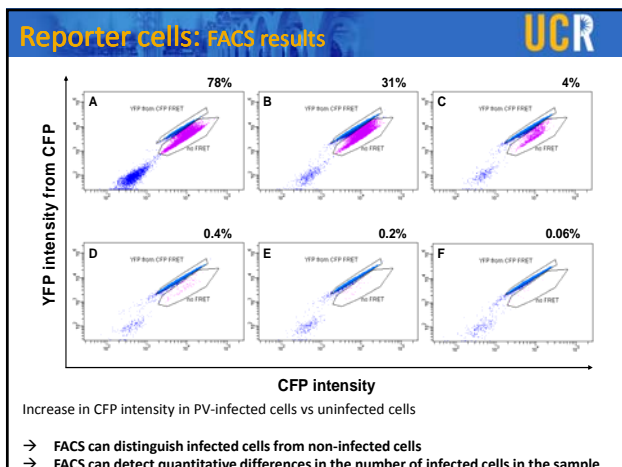 Reporter cells: FACS results
UCR
78%
31%
4%
A
YFP from CFP FRET
no FRET
B
YFP from CFP FRET
no FRET
C
YFP from CFP FRET
no FRET
0.4%
0.2%
0.06%
D
YFP from CFP FRET
no FRET
E
YFP from CFP FRET
no FRET
F
YFP from CFP FRET
no FRET
YFP intensity from CFP
CFP intensity
Increase in CFP intensity in PV-infected cells vs uninfected cells
→ FACS can distinguish infected cells from non-infected cells
→ FACS can detect quantitative differences in the number of infected cells in the sample